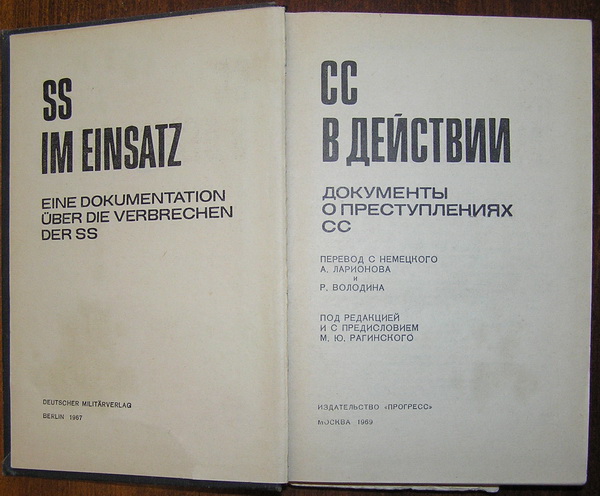 SS
IM EINSATZ
EINE DOKUMENTATION
ÜBER DIE VERBRECHEN
DER SS
DEUTSCHER MILITÄRVERLAG
BERLIN 1967
СС
В ДЕЙСТВИИ
ДОКУМЕНТЫ
О ПРЕСТУПЛЕНИЯХ
СС
ПЕРЕВОД С НЕМЕЦКОГО
А. ЛАРИОНОВА
И
Р. ВОЛОДИНА
ПОД РЕДАКЦИЕЙ
И С ПРЕДИСЛОВИЕМ
М. Ю. РАГИНСКОГО
ИЗДАТЕЛЬСТВО «ПРОГРЕСС»
МОСКВА 1969